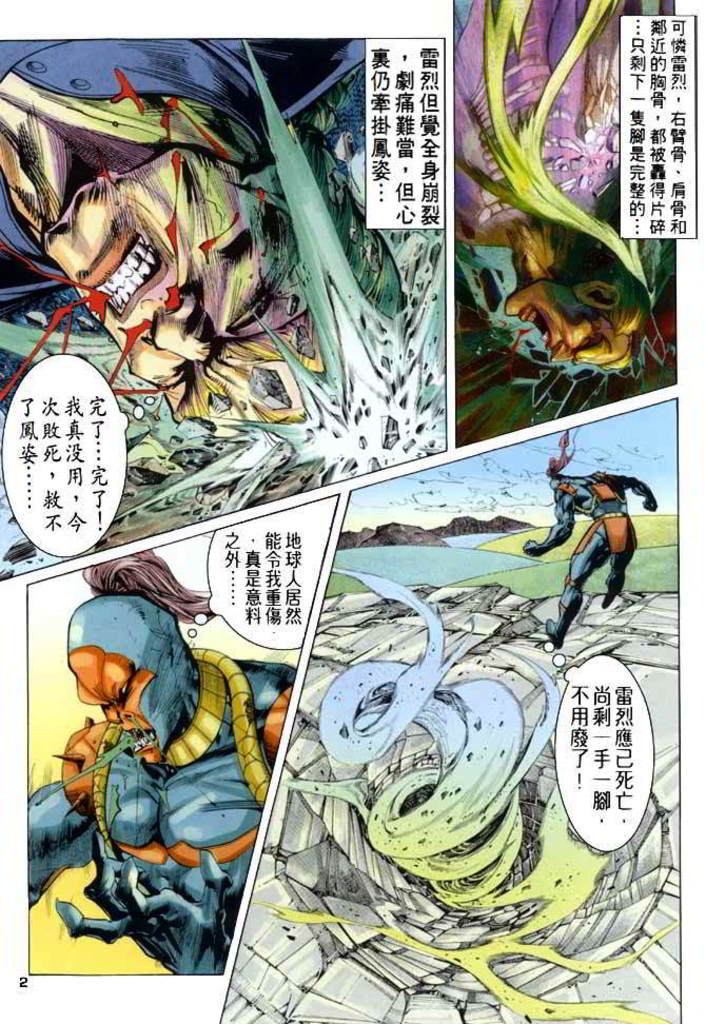 可憐雷烈，右臂骨、肩骨和
鄰近的胸骨，都被轟得片碎
…只剩下一隻腳是完整的…
雷烈但覺全身崩裂
，劇痛難當，但心
裏仍牽掛鳳姿…
完了…完了！
我真没用，今
次敗死，救不
了鳳姿……
雷烈應已死亡，
尚剩一手一腳，
不用廢了！
地球人居然
能令我重傷
，真是意料
之外……
2